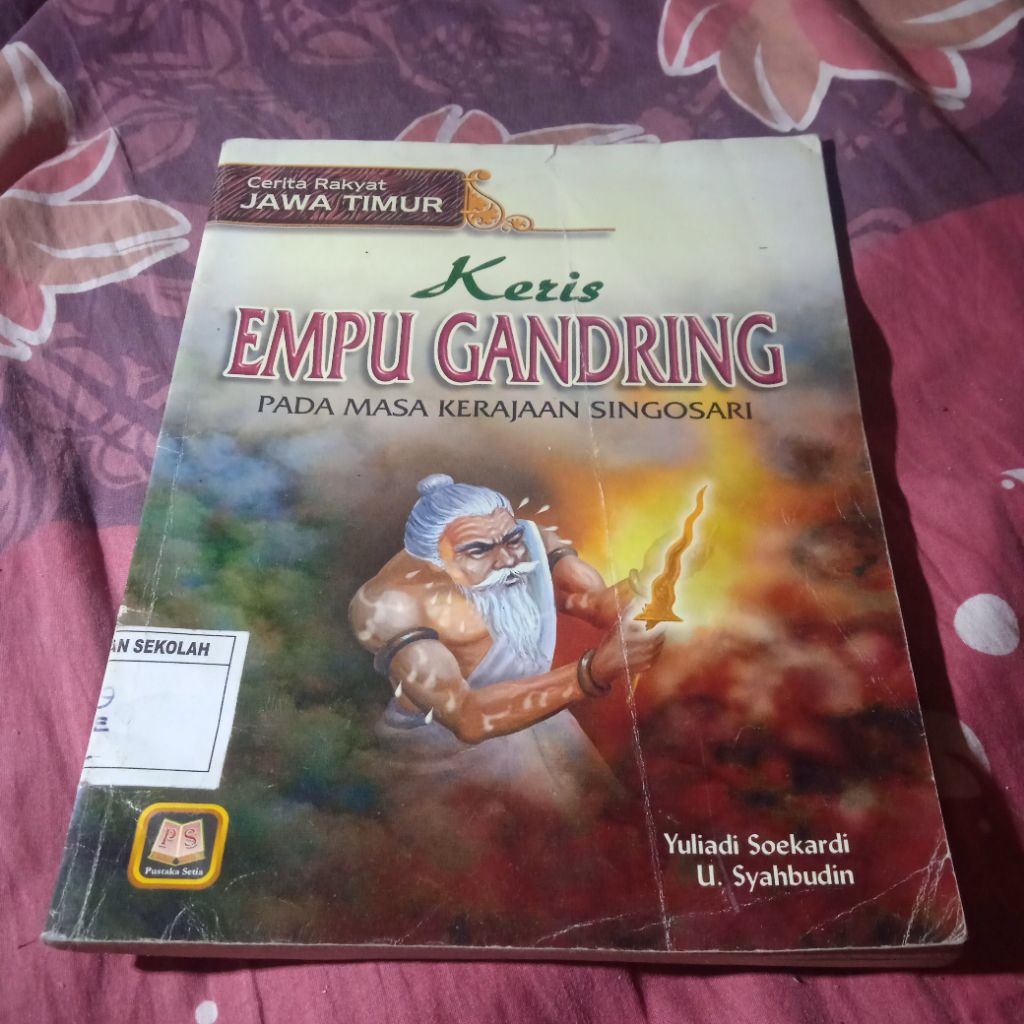 Cerita Rakyat
JAWA TIMUR
Keris
EMPU GANDRING
PADA MASA KERAJAAN SINGOSARI
AN SEKOLAH
E
PS
Pustaka Setia
Yuliadi Soekardi
U. Syahbudin